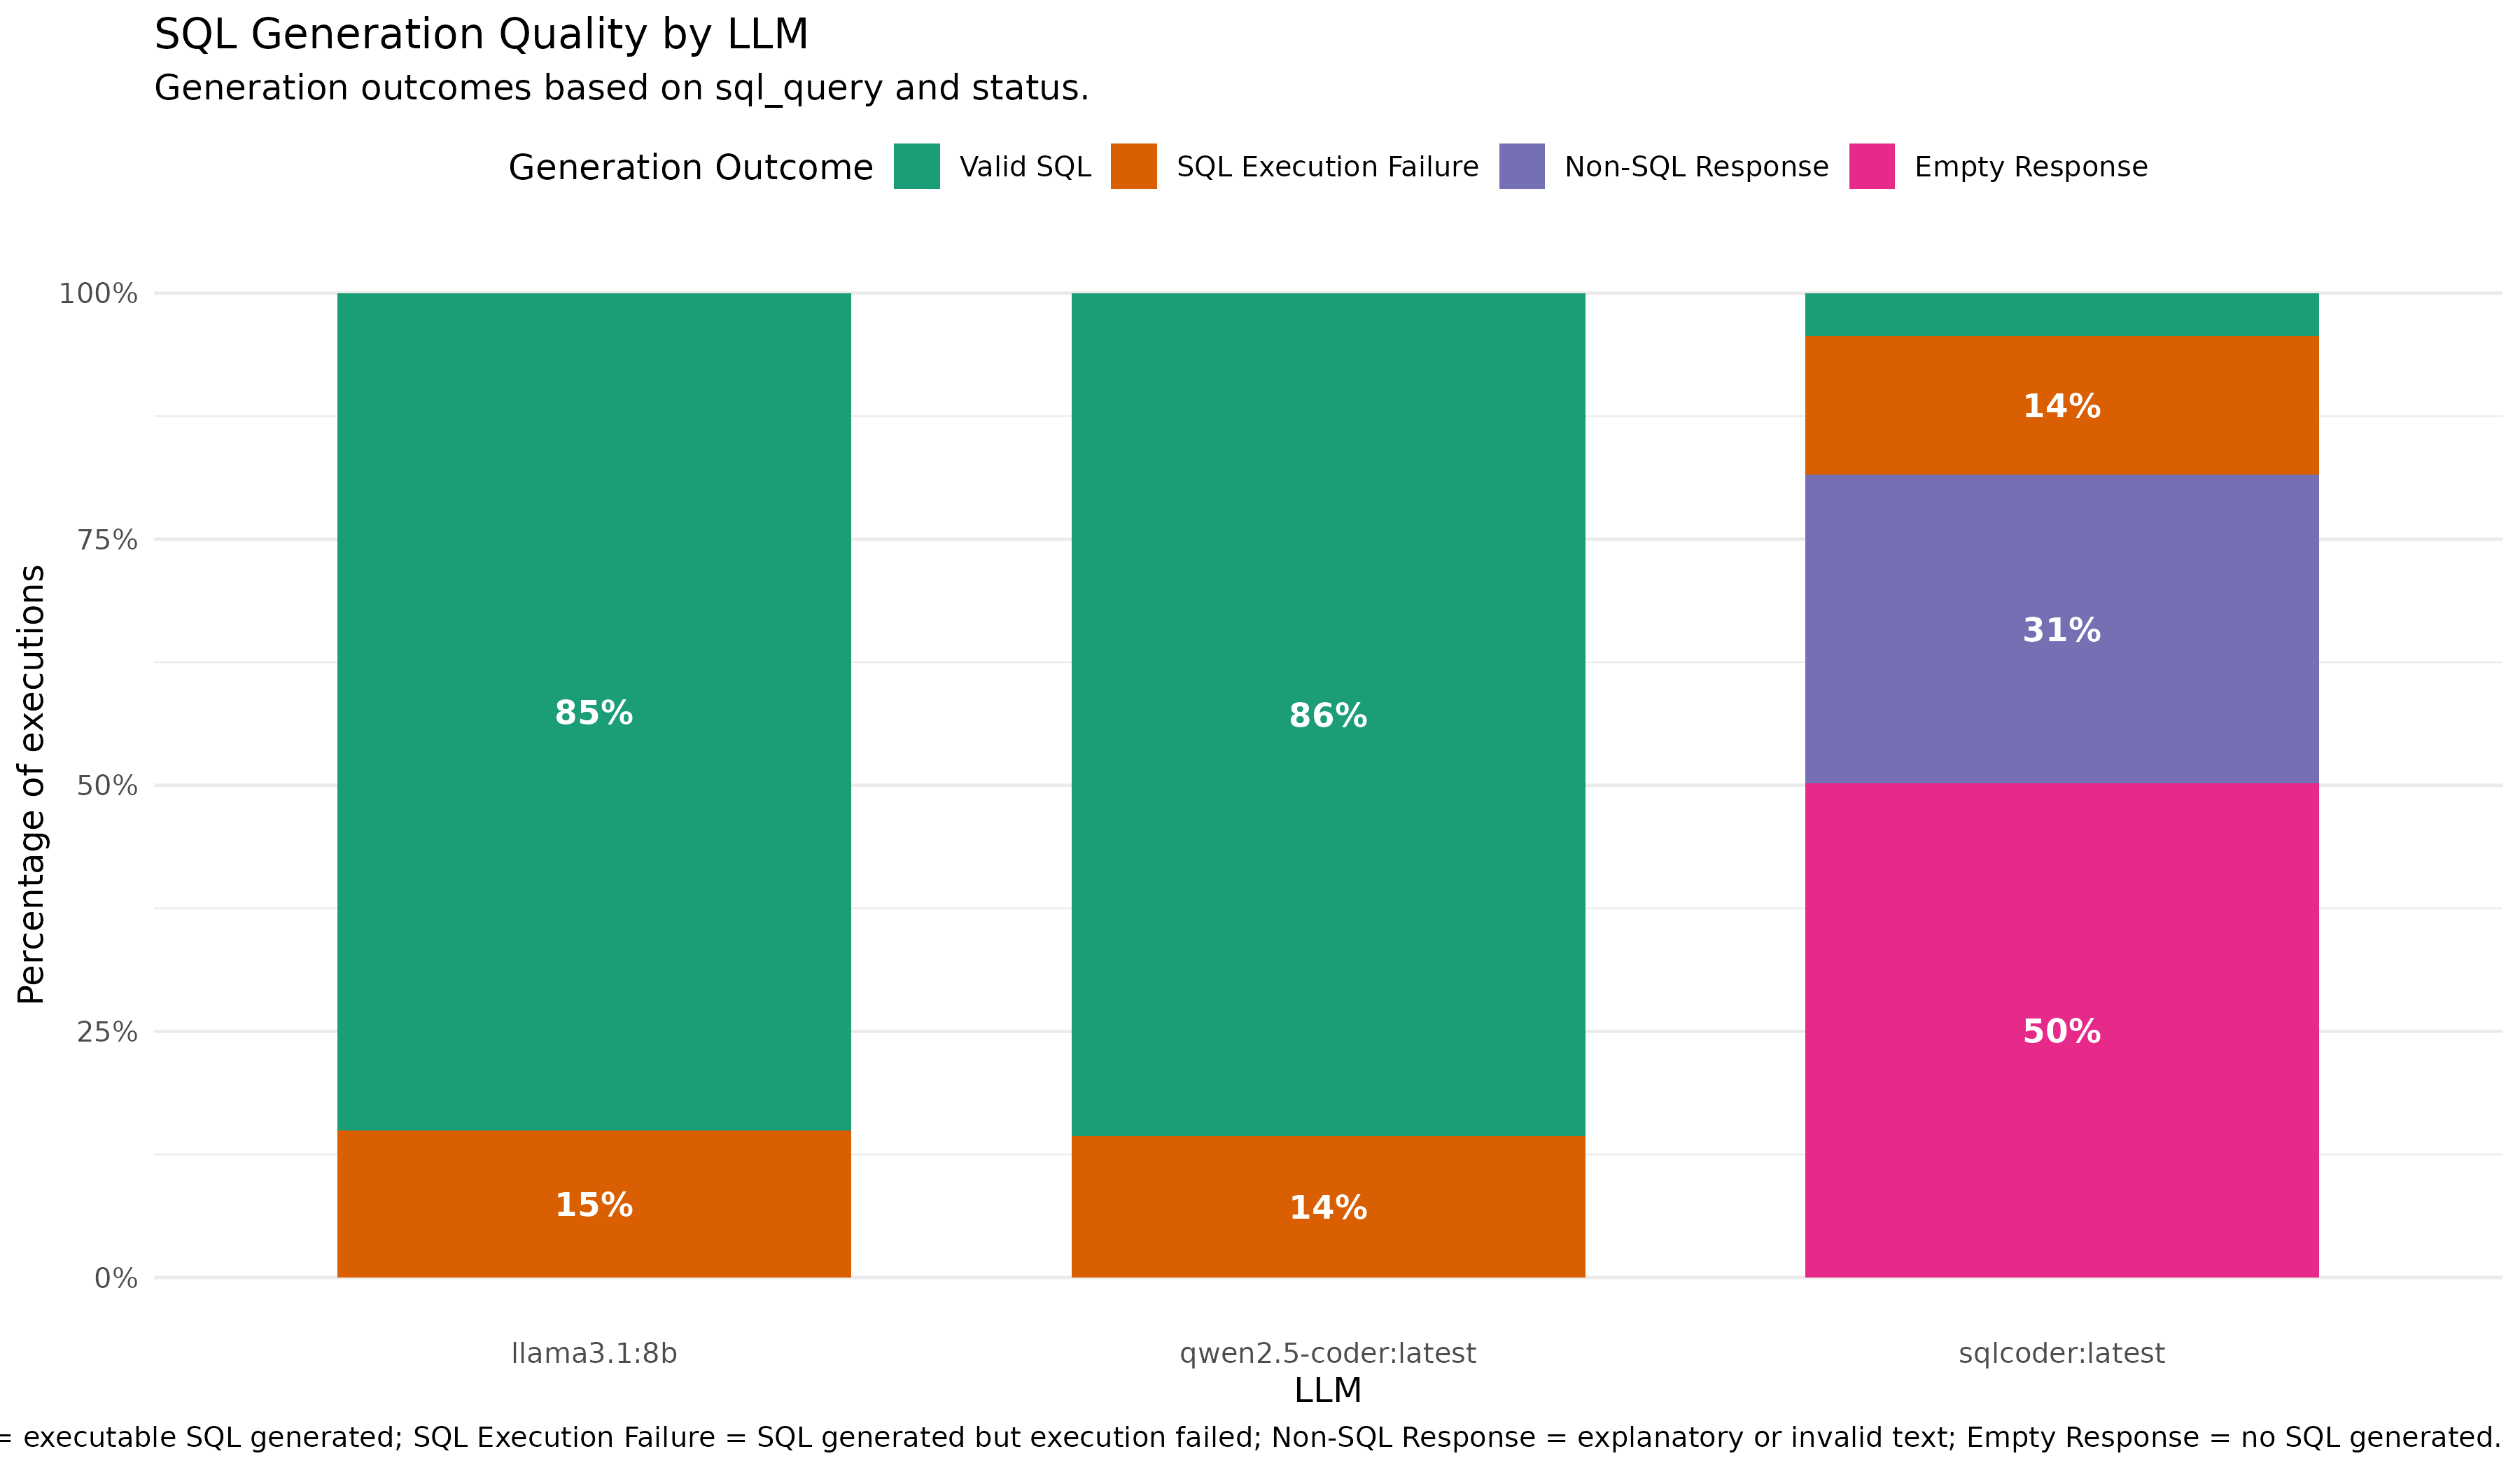 SQL Generation Quality by LLM
Generation outcomes based on sql_query and status.
Generation Outcome Valid SQL SQL Execution Failure Non-SQL Response Empty Response
100%
75%
50%
25%
0%
Percentage of executions
85%
15%
86%
14%
14%
31%
50%
llama3.1:8b qwen2.5-coder:latest sqlcoder:latest
LLM
= executable SQL generated; SQL Execution Failure = SQL generated but execution failed; Non-SQL Response = explanatory or invalid text; Empty Response = no SQL generated.